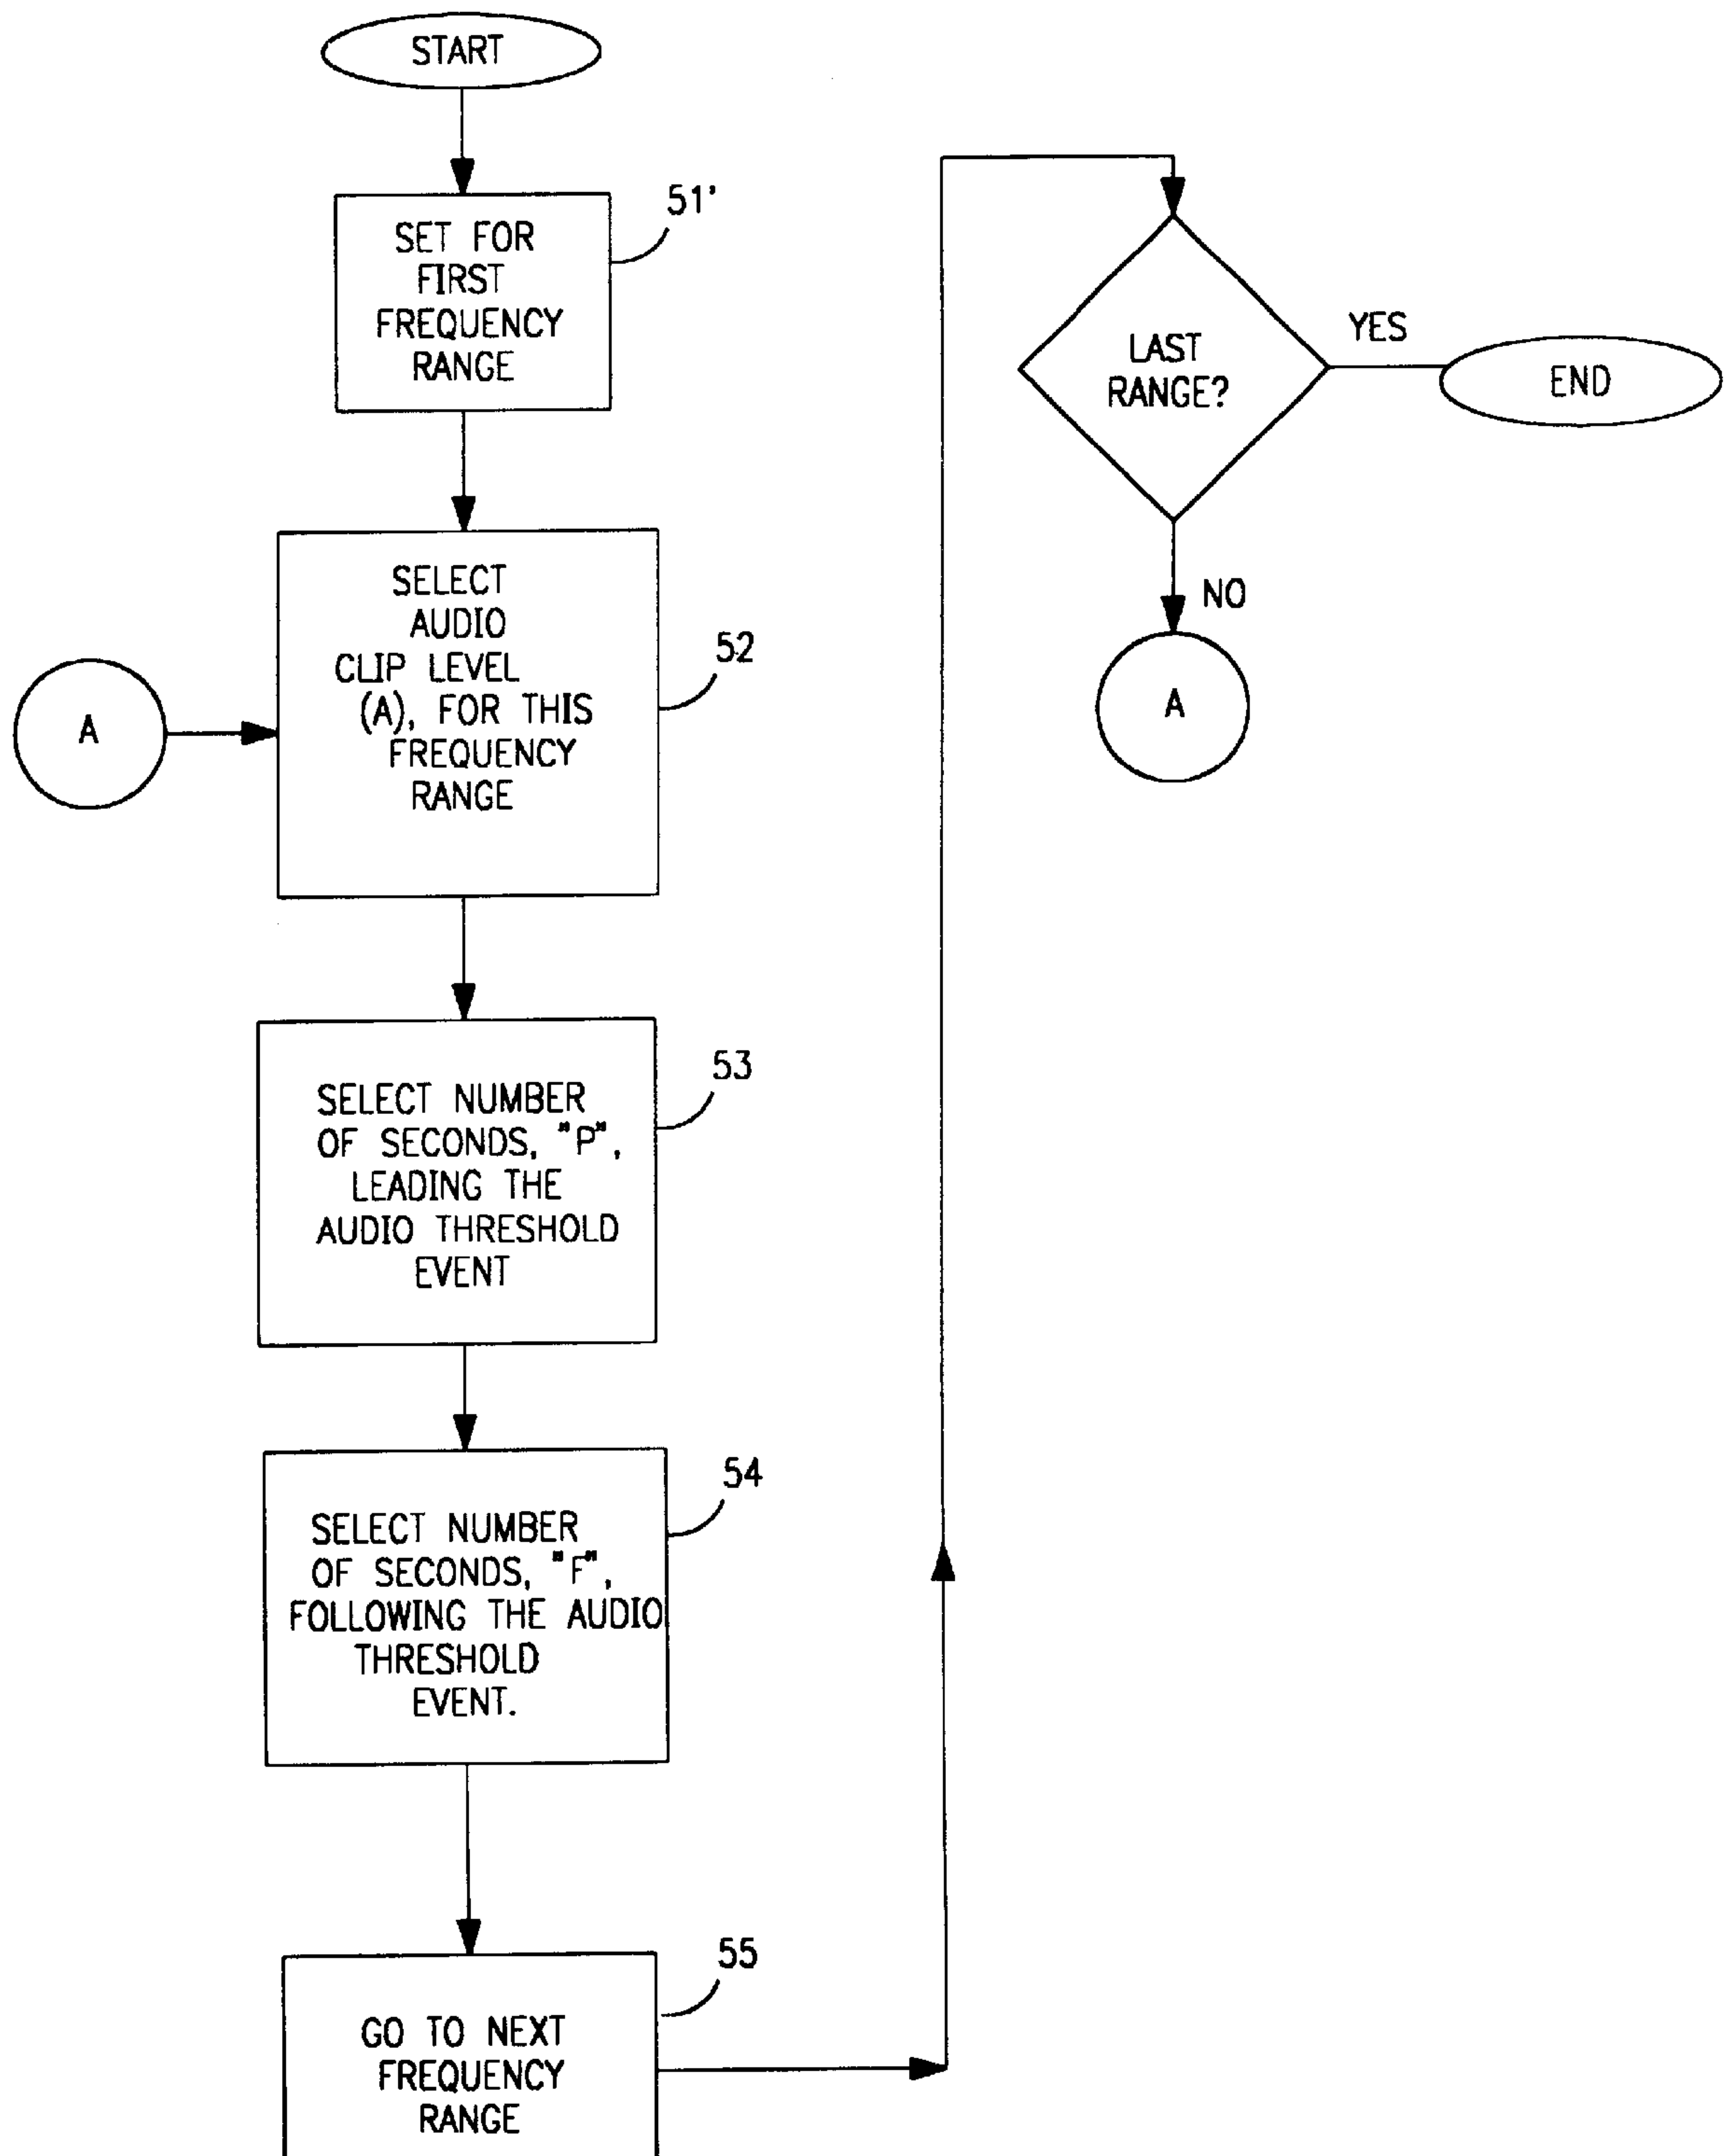 START
51'
SET FOR
FIRST
FREQUENCY
RANGE
SELECT
AUDIO
CLIP LEVEL
(A), FOR THIS
FREQUENCY
RANGE
52
A
SELECT NUMBER
OF SECONDS, "P",
LEADING THE
AUDIO THRESHOLD
EVENT
53
SELECT NUMBER
OF SECONDS, "F",
FOLLOWING THE AUDIO
THRESHOLD
EVENT.
54
GO TO NEXT
FREQUENCY
RANGE
55
LAST
RANGE?
YES
END
NO
A